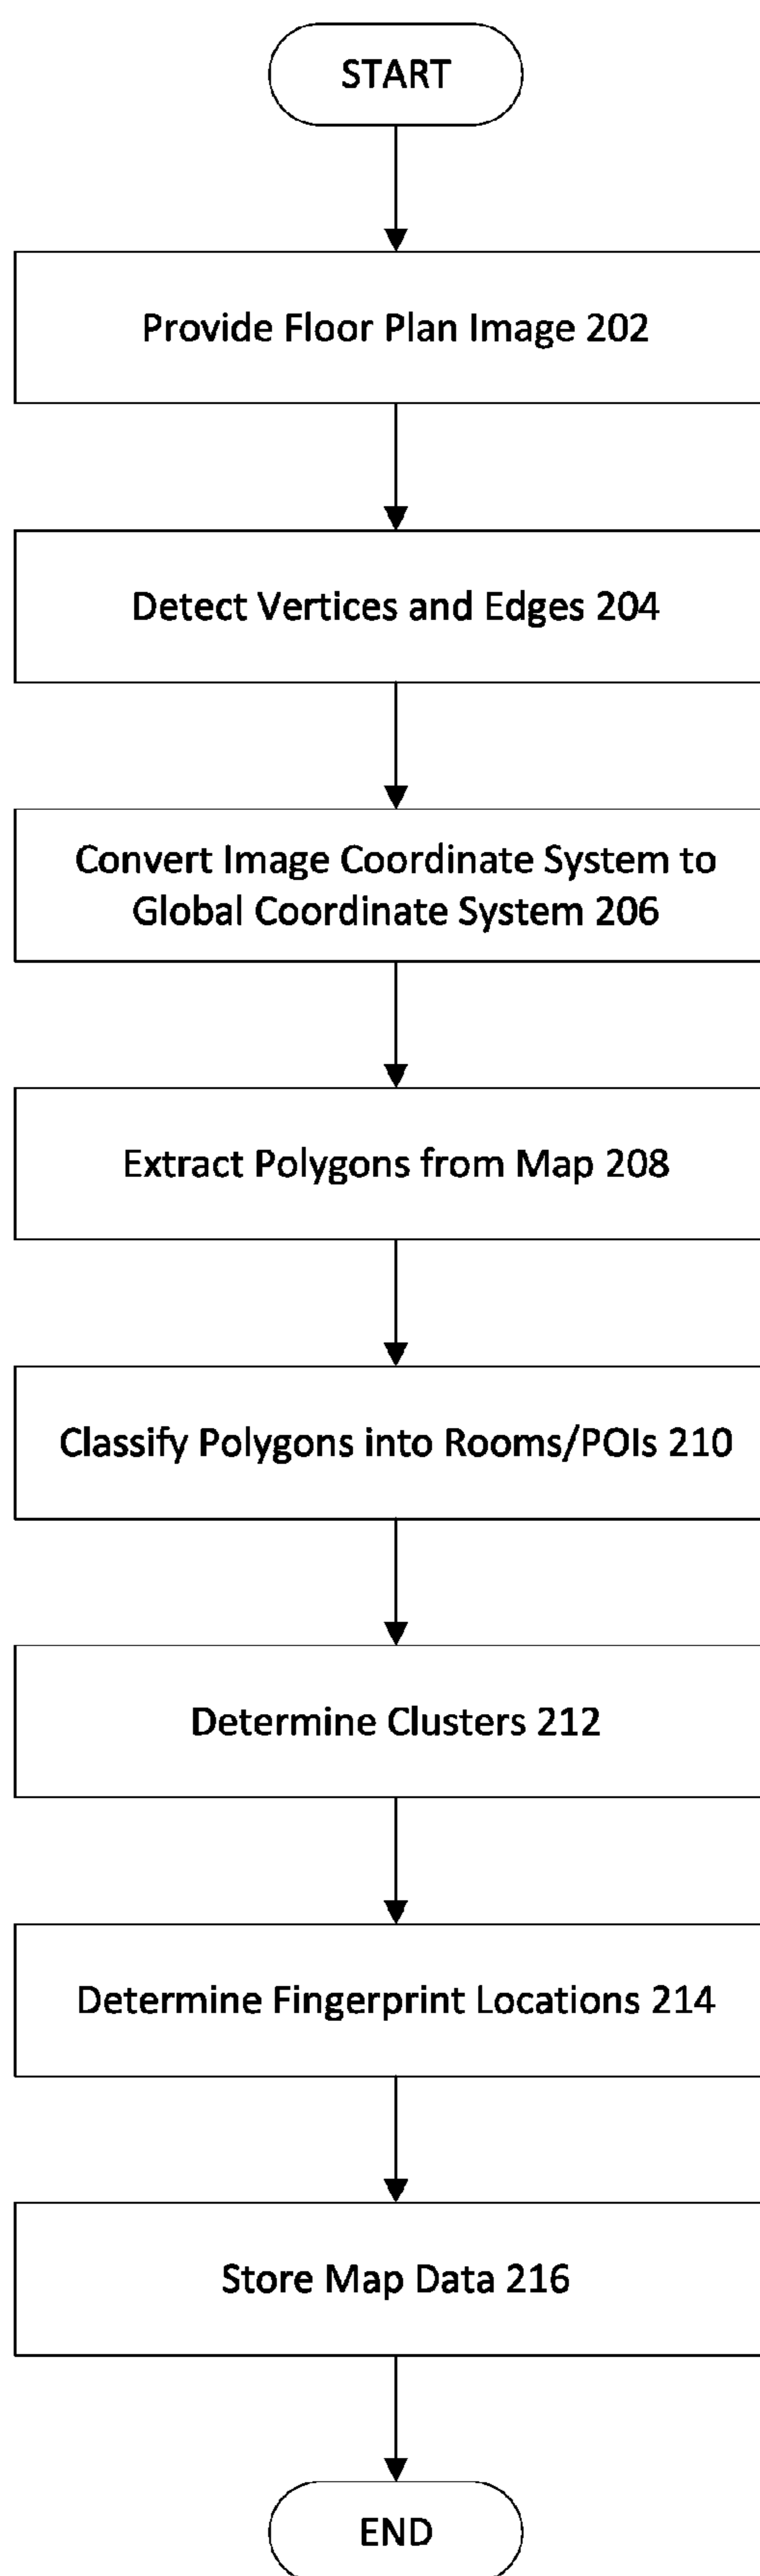 START
Provide Floor Plan Image 202
Detect Vertices and Edges 204
Convert Image Coordinate System to
Global Coordinate System 206
Extract Polygons from Map 208
Classify Polygons into Rooms/POIs 210
Determine Clusters 212
Determine Fingerprint Locations 214
Store Map Data 216
END